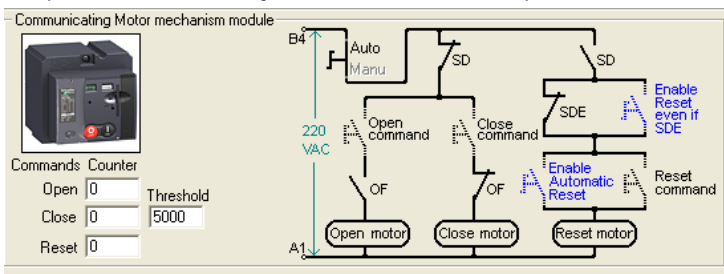 Communicating Motor mechanism module
B4
Auto
Manu
SD
SD
Enable
Reset
even if
SDE
SDE
220
VAC
Open
command
Close
command
Commands Counter
Enable
Automatic
Reset
Reset
command
Open 0
Threshold
OF
OF
Close 0
5000
Open motor
Close motor
Reset motor
Reset 0
A1